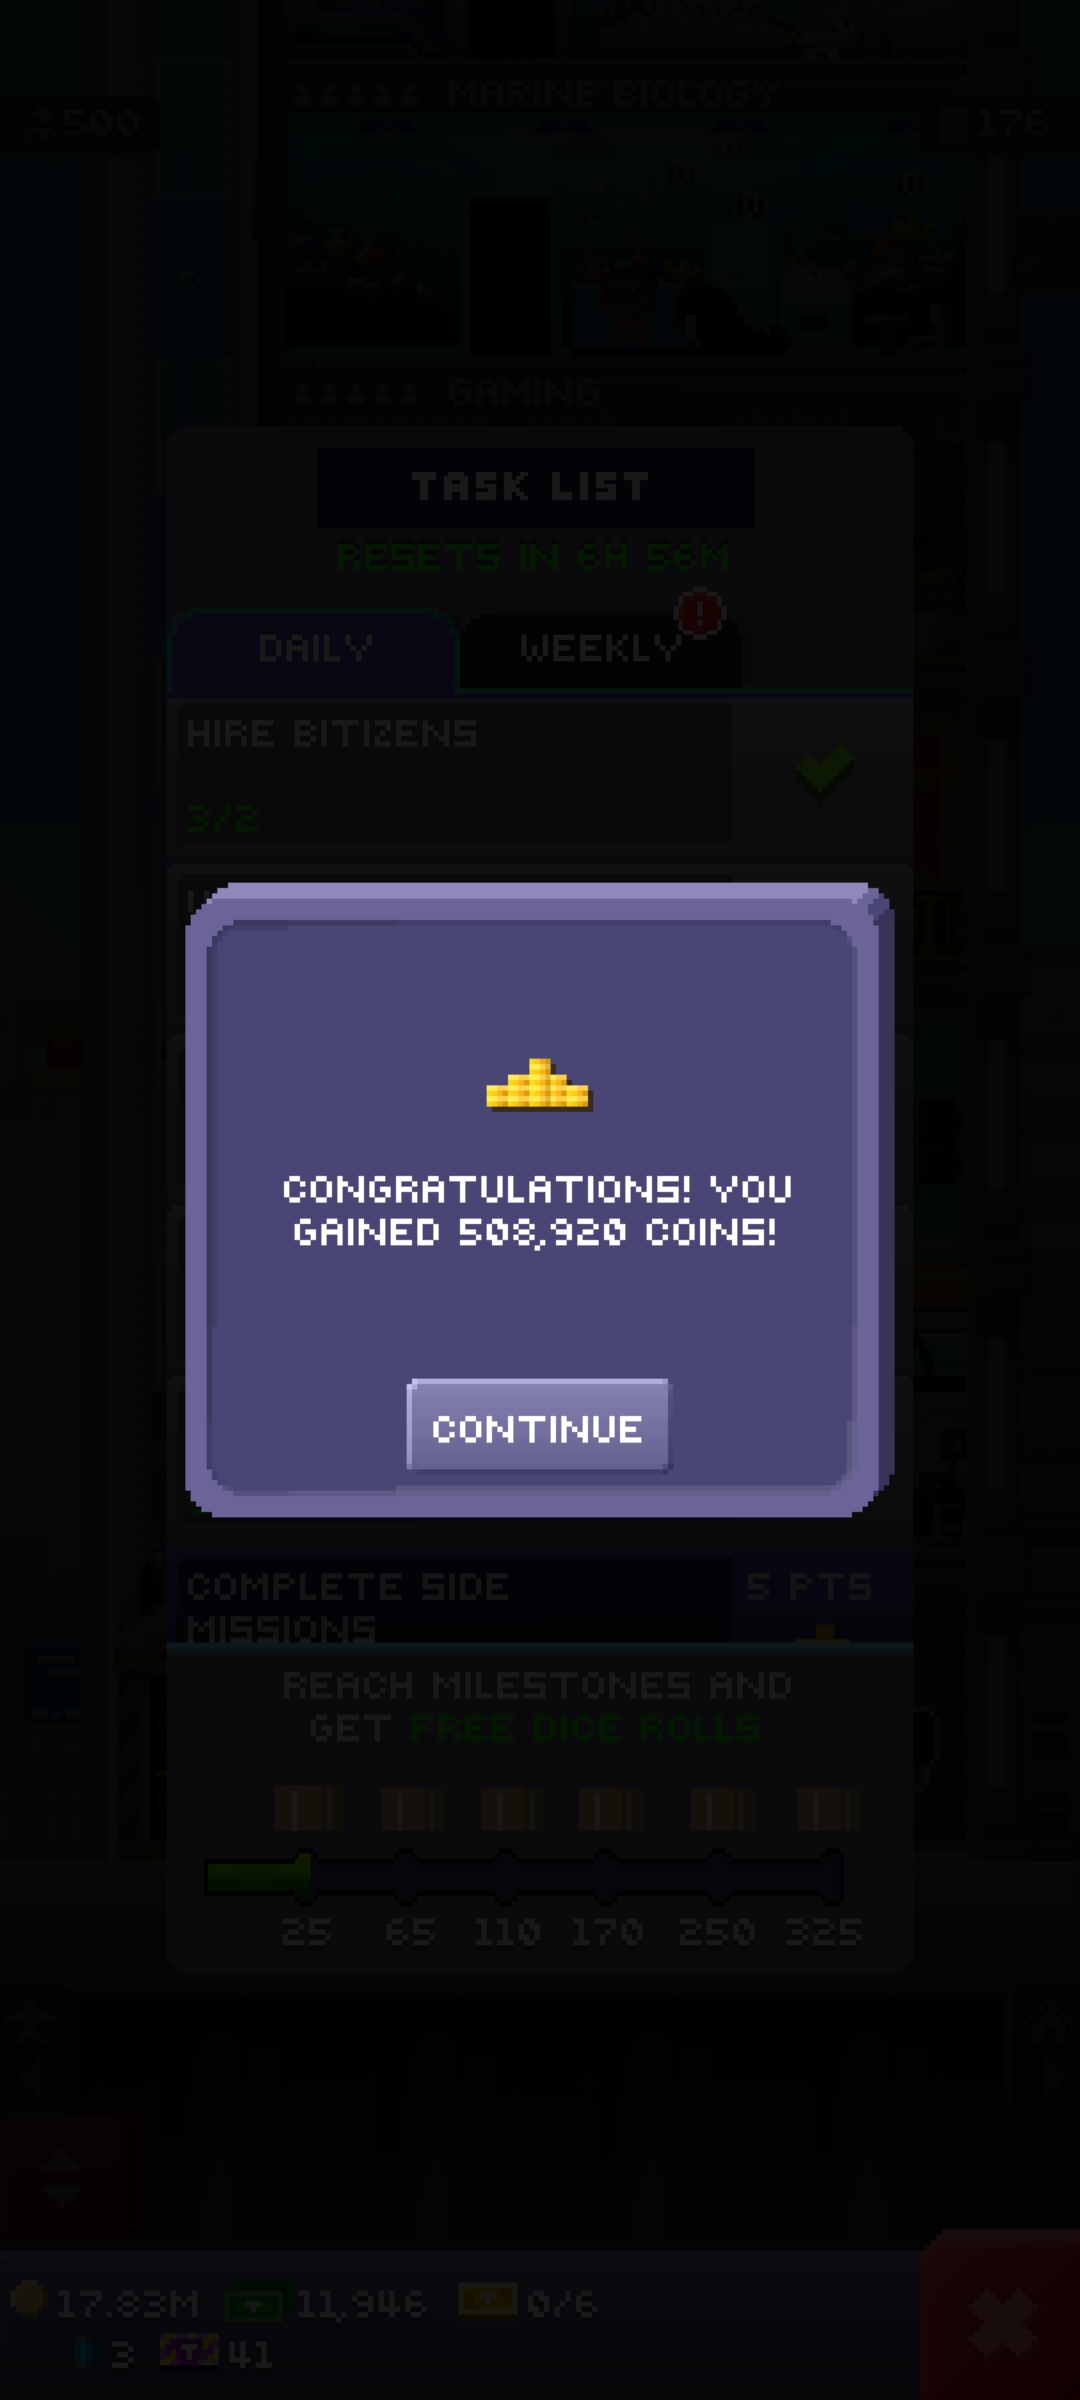 MARINE BIOLOGY
500
176
6
GAMING
TASK LIST
RESETS IN 6H 56M
DAILY
WEEKLY
!
HIRE BITIZENS
3/2
CONGRATULATIONS! YOU
GAINED 508,920 COINS!
CONTINUE
COMPLETE SIDE
MISSIONS
5 PTS
REACH MILESTONES AND
GET FREE DICE ROLLS
25 65 110 170 250 325
17.83M 11,946 0/6
3 41